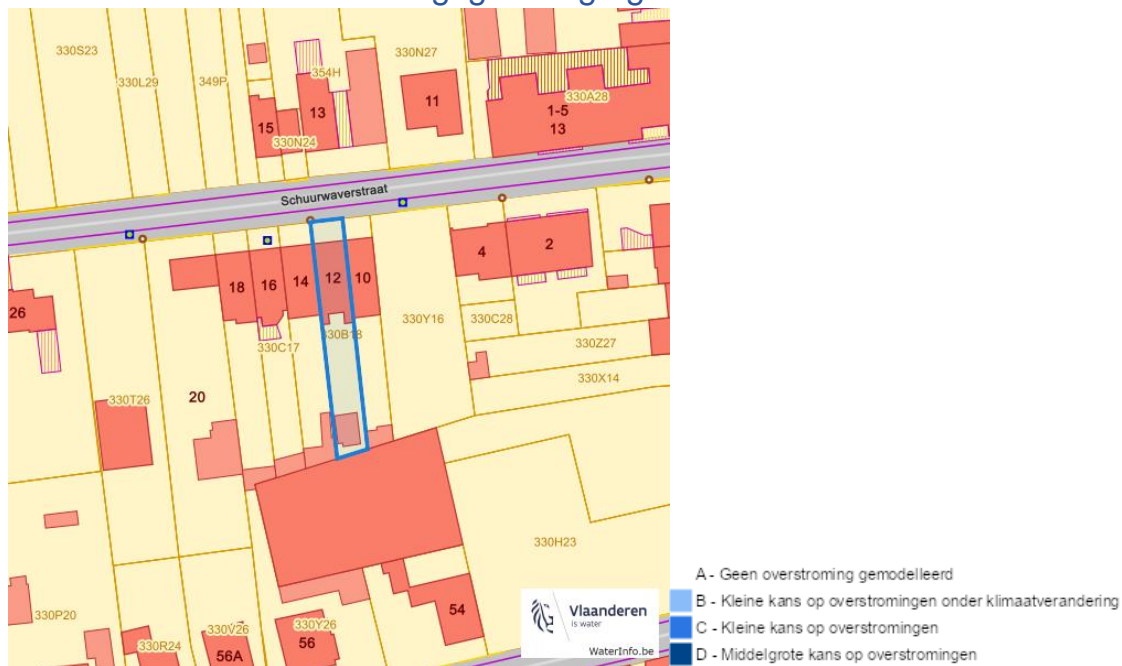 330S23
330L29
349P
354H
330N27
11
330A28
1-5
13
15
13
330N24
Schuurwaverstraat
4
2
18
16
14
12
10
26
330C17
330B18
330Y16
330C28
330Z27
330X14
330T26
20
330H23
330P20
330R24
330V26
56A
330Y26
56
54
Vlaanderen
is water
WaterInfo.be
A - Geen overstroming gemodelleerd
B - Kleine kans op overstromingen onder klimaatverandering
C - Kleine kans op overstromingen
D - Middelgrote kans op overstromingen